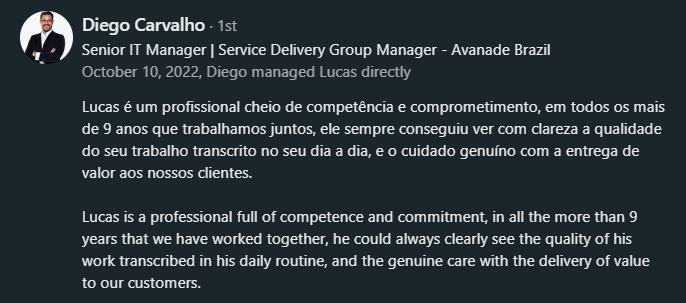 Diego Carvalho · 1st
Senior IT Manager | Service Delivery Group Manager - Avanade Brazil
October 10, 2022, Diego managed Lucas directly
Lucas é um profissional cheio de competência e comprometimento, em todos os mais
de 9 anos que trabalhamos juntos, ele sempre conseguiu ver com clareza a qualidade
do seu trabalho transcrito no seu dia a dia, e o cuidado genuíno com a entrega de
valor aos nossos clientes.
Lucas is a professional full of competence and commitment, in all the more than 9
years that we have worked together, he could always clearly see the quality of his
work transcribed in his daily routine, and the genuine care with the delivery of value
to our customers.